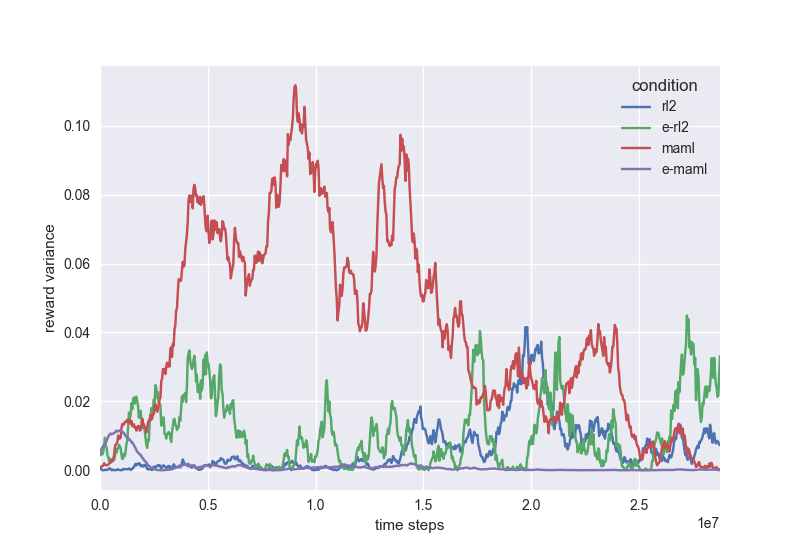 condition
rl2
e-rl2
maml
e-maml
reward variance
0.10
0.08
0.06
0.04
0.02
0.00
0.0 0.5 1.0 1.5 2.0 2.5
1e7
time steps